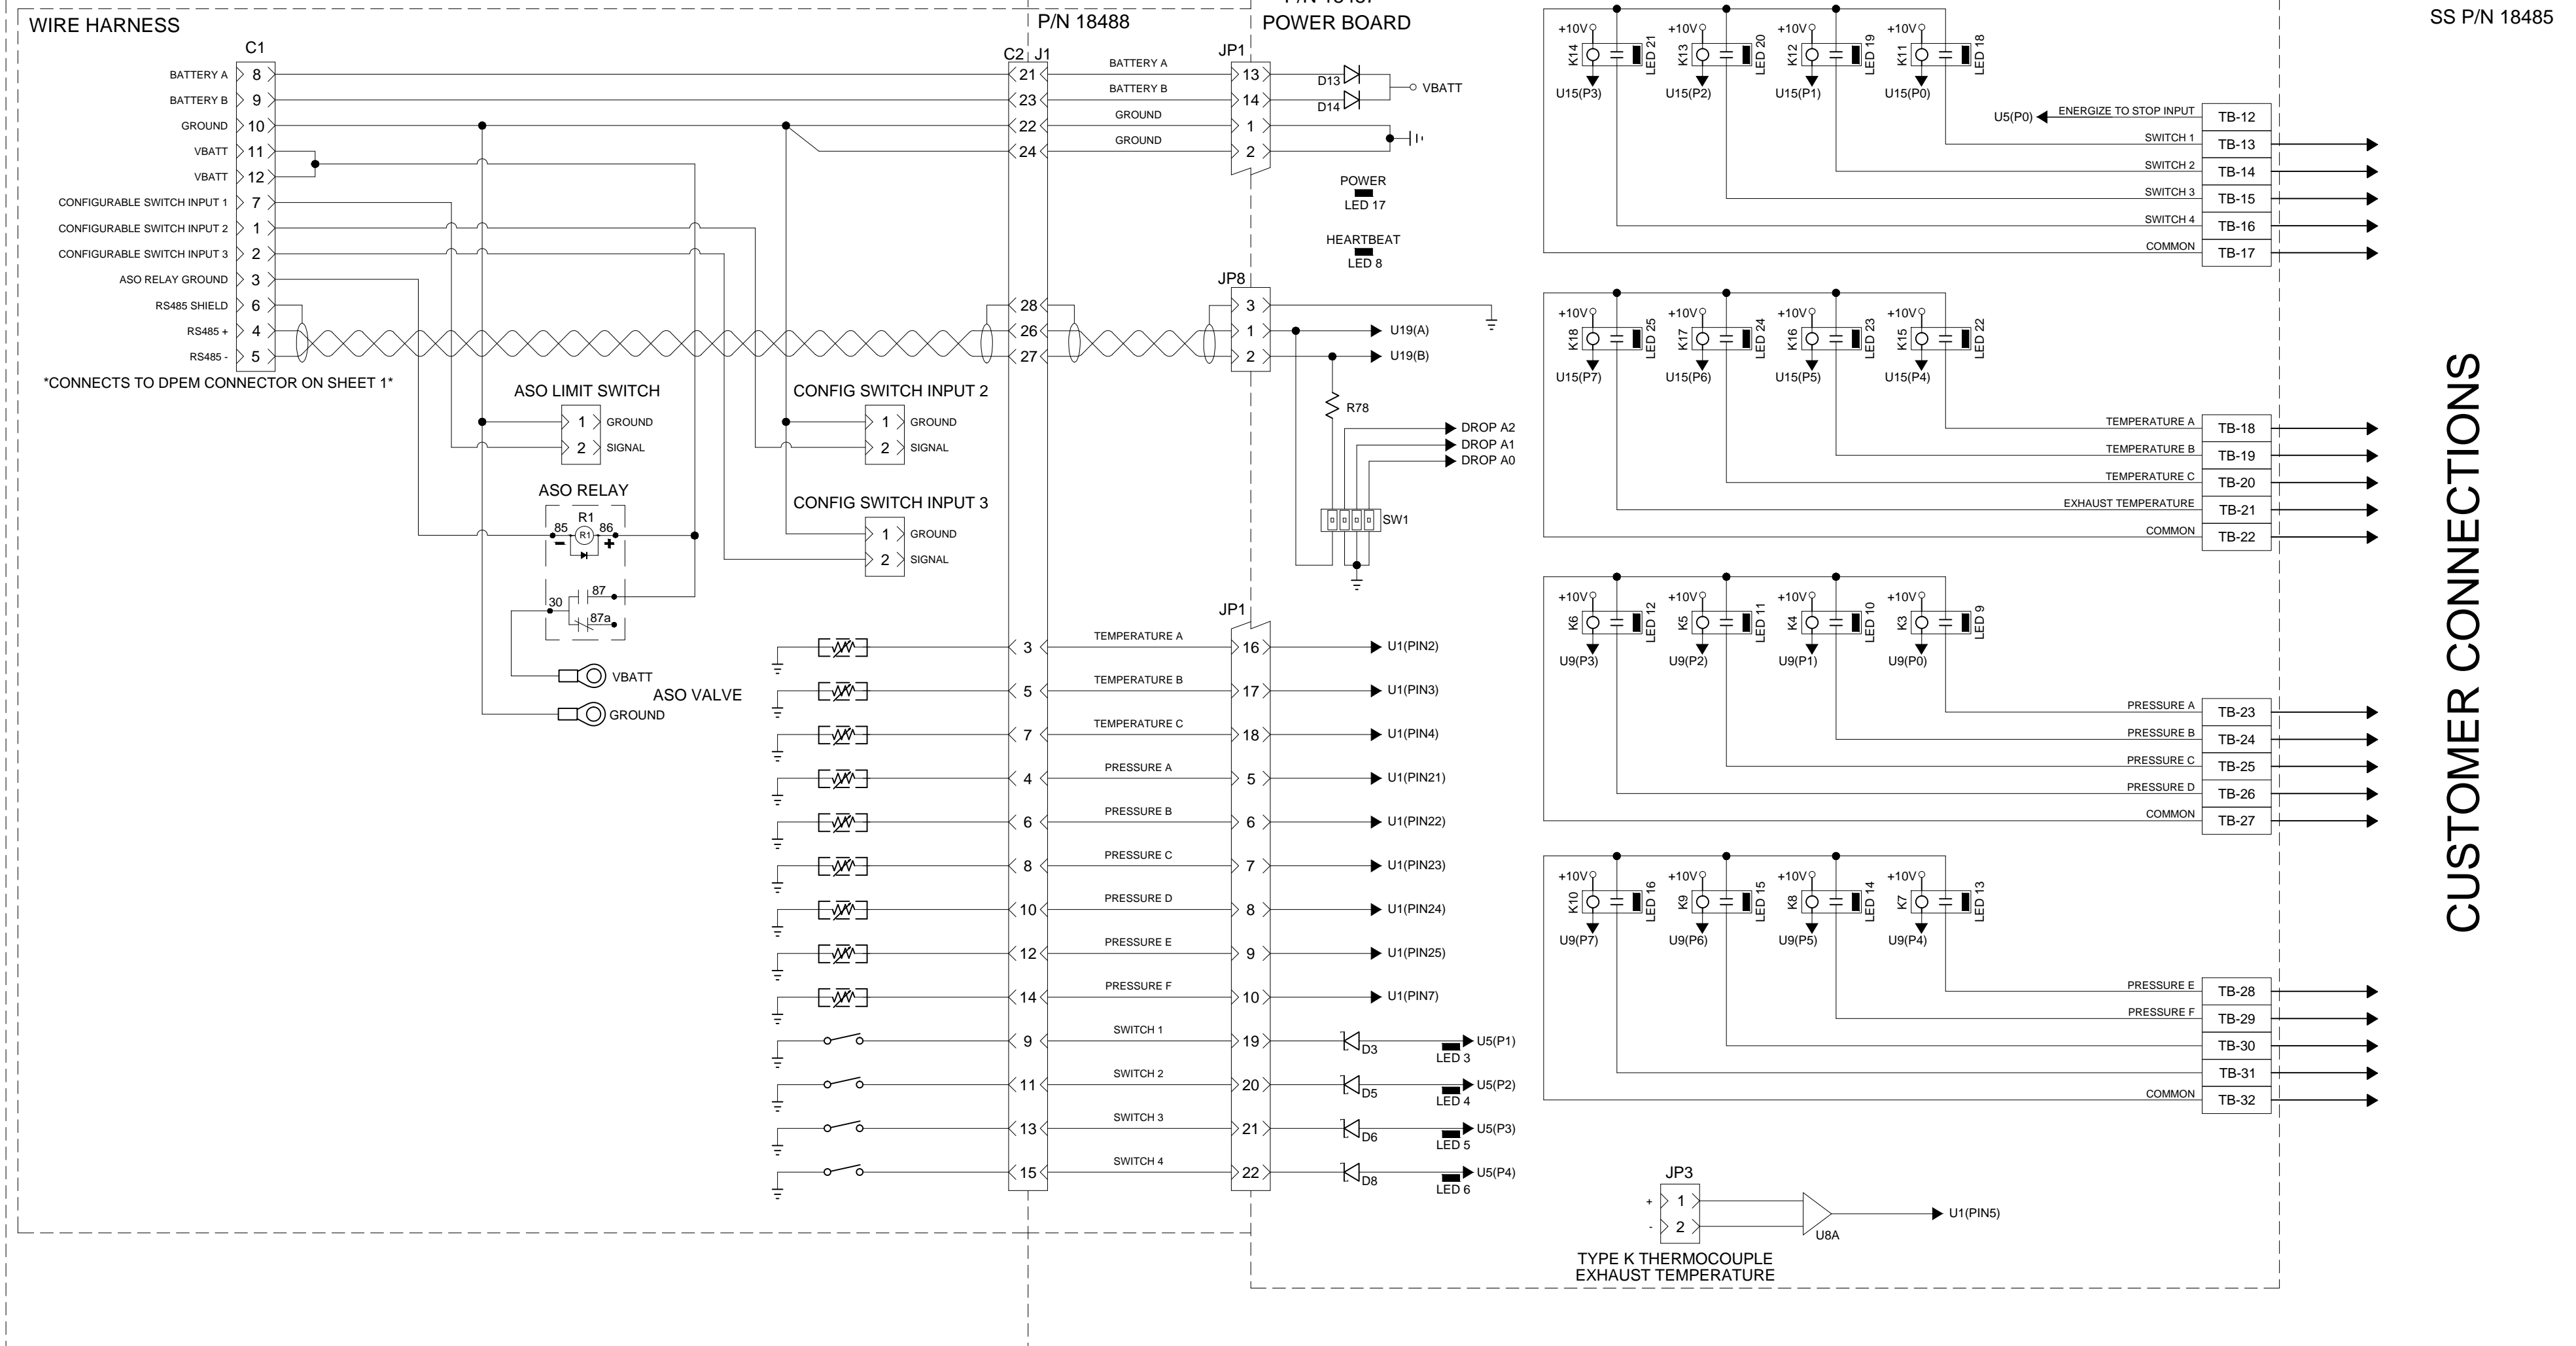 WIRE HARNESS
P/N 18488
POWER BOARD
SS P/N 18485
C1
BATTERY A 8
BATTERY B 9
GROUND 10
VBATT 11
VBATT 12
CONFIGURABLE SWITCH INPUT 1 7
CONFIGURABLE SWITCH INPUT 2 1
CONFIGURABLE SWITCH INPUT 3 2
ASO RELAY GROUND 3
RS485 SHIELD 6
RS485 + 4
RS485 - 5
*CONNECTS TO DPEM CONNECTOR ON SHEET 1*
ASO LIMIT SWITCH
1 GROUND
2 SIGNAL
CONFIG SWITCH INPUT 2
1 GROUND
2 SIGNAL
CONFIG SWITCH INPUT 3
1 GROUND
2 SIGNAL
ASO RELAY
R1
85 R1 86
- +
30 87
87a
VBATT
ASO VALVE
GROUND
C2 J1 JP1
21 BATTERY A 13 D13
23 BATTERY B 14 D14
VBATT
22 GROUND 1
24 GROUND 2
POWER
LED 17
HEARTBEAT
LED 8
JP8
28 3
26 1 U19(A)
27 2 U19(B)
R78
DROP A2
DROP A1
DROP A0
SW1
JP1
3 TEMPERATURE A 16 U1(PIN2)
5 TEMPERATURE B 17 U1(PIN3)
7 TEMPERATURE C 18 U1(PIN4)
4 PRESSURE A 5 U1(PIN21)
6 PRESSURE B 6 U1(PIN22)
8 PRESSURE C 7 U1(PIN23)
10 PRESSURE D 8 U1(PIN24)
12 PRESSURE E 9 U1(PIN25)
14 PRESSURE F 10 U1(PIN7)
9 SWITCH 1 19 D3 LED 3 U5(P1)
11 SWITCH 2 20 D5 LED 4 U5(P2)
13 SWITCH 3 21 D6 LED 5 U5(P3)
15 SWITCH 4 22 D8 LED 6 U5(P4)
+10V +10V +10V +10V
K14 LED 21 K13 LED 20 K12 LED 19 K11 LED 18
U15(P3) U15(P2) U15(P1) U15(P0)
U5(P0) ENERGIZE TO STOP INPUT TB-12
SWITCH 1 TB-13
SWITCH 2 TB-14
SWITCH 3 TB-15
SWITCH 4 TB-16
COMMON TB-17
+10V +10V +10V +10V
K18 LED 25 K17 LED 24 K16 LED 23 K15 LED 22
U15(P7) U15(P6) U15(P5) U15(P4)
TEMPERATURE A TB-18
TEMPERATURE B TB-19
TEMPERATURE C TB-20
EXHAUST TEMPERATURE TB-21
COMMON TB-22
+10V +10V +10V +10V
K6 LED 12 K5 LED 11 K4 LED 10 K3 LED 9
U9(P3) U9(P2) U9(P1) U9(P0)
PRESSURE A TB-23
PRESSURE B TB-24
PRESSURE C TB-25
PRESSURE D TB-26
COMMON TB-27
+10V +10V +10V +10V
K10 LED 16 K9 LED 15 K8 LED 14 K7 LED 13
U9(P7) U9(P6) U9(P5) U9(P4)
PRESSURE E TB-28
PRESSURE F TB-29
TB-30
TB-31
COMMON TB-32
JP3
+ 1
- 2
U8A
U1(PIN5)
TYPE K THERMOCOUPLE
EXHAUST TEMPERATURE
CUSTOMER CONNECTIONS